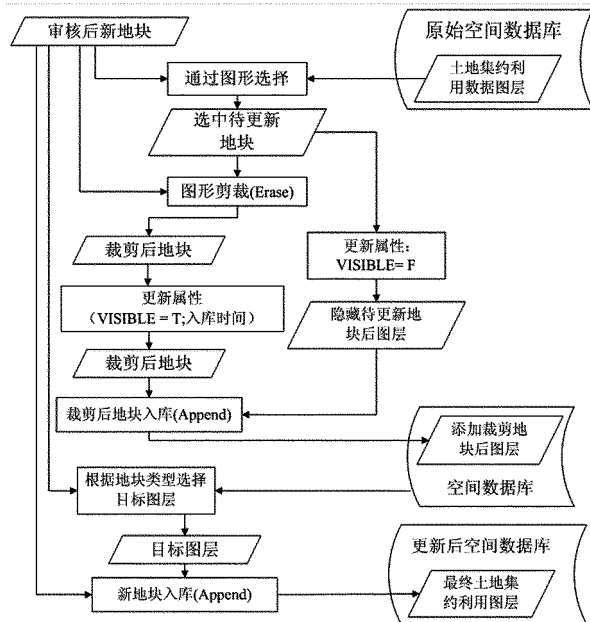 审核后新地块
原始空间数据库
土地集约利
用数据图层
通过图形选择
选中待更新
地块
图形剪裁(Erase)
裁剪后地块
更新属性：
VISIBLE= F
更新属性
（VISIBLE = T;入库时间）
隐藏待更新地
块后图层
裁剪后地块
裁剪后地块入库(Append)
添加裁剪地
块后图层
空间数据库
根据地块类型选择
目标图层
目标图层
更新后空间数据库
新地块入库(Append)
最终土地集
约利用图层